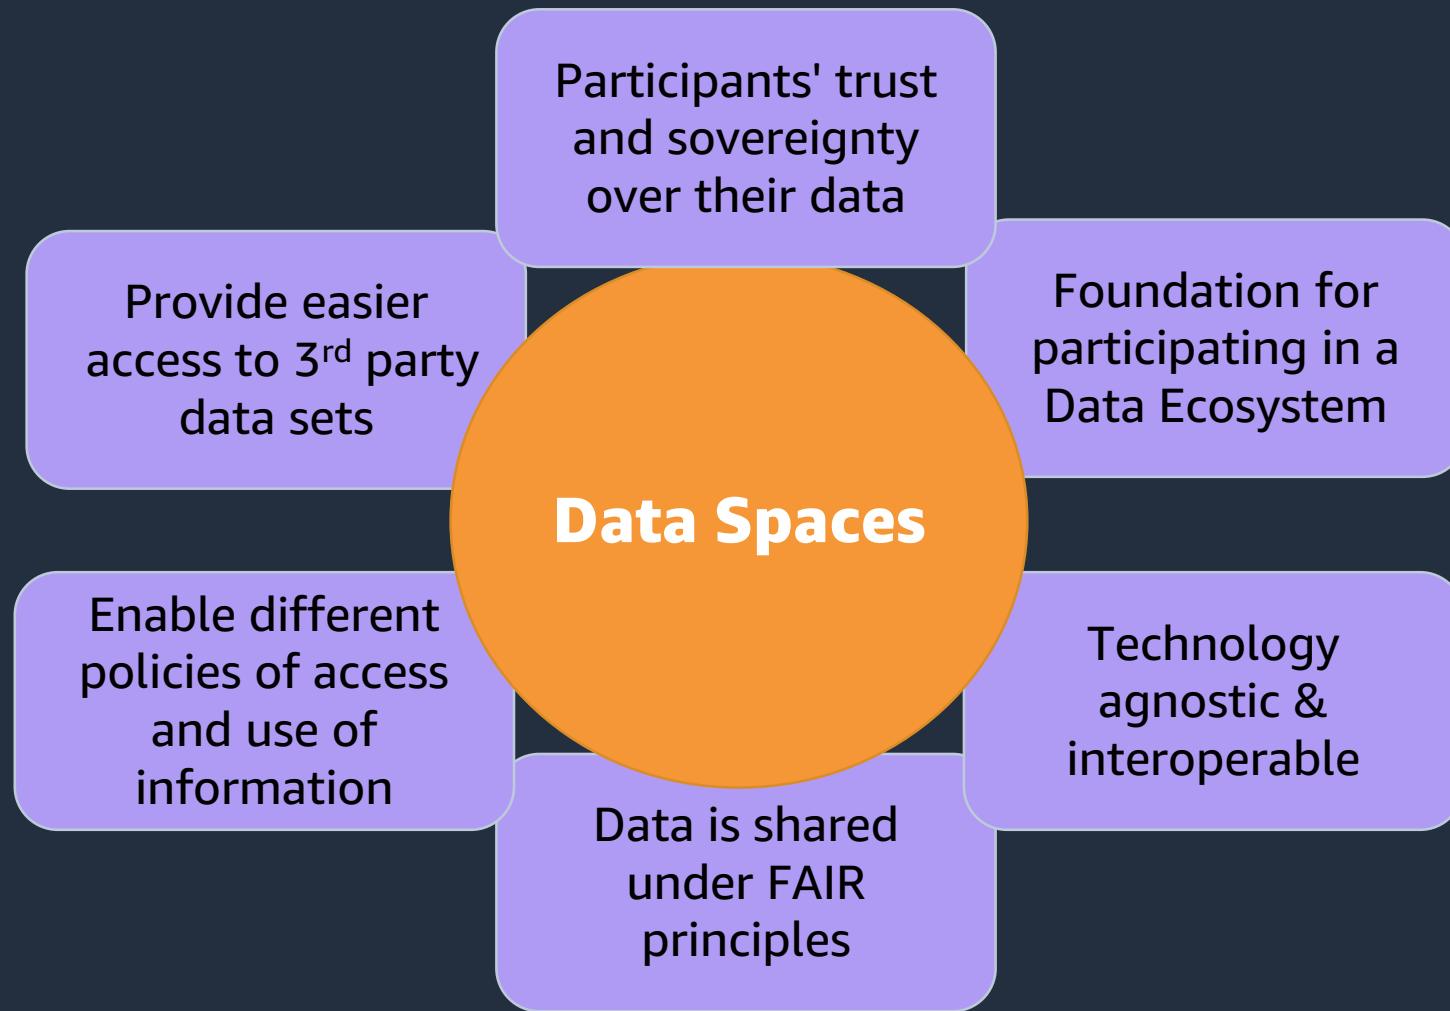 Participants' trust
and sovereignty
over their data
Provide easier
access to 3rd party
data sets
Foundation for
participating in a
Data Ecosystem
Data Spaces
Enable different
policies of access
and use of
information
Technology
agnostic &
interoperable
Data is shared
under FAIR
principles